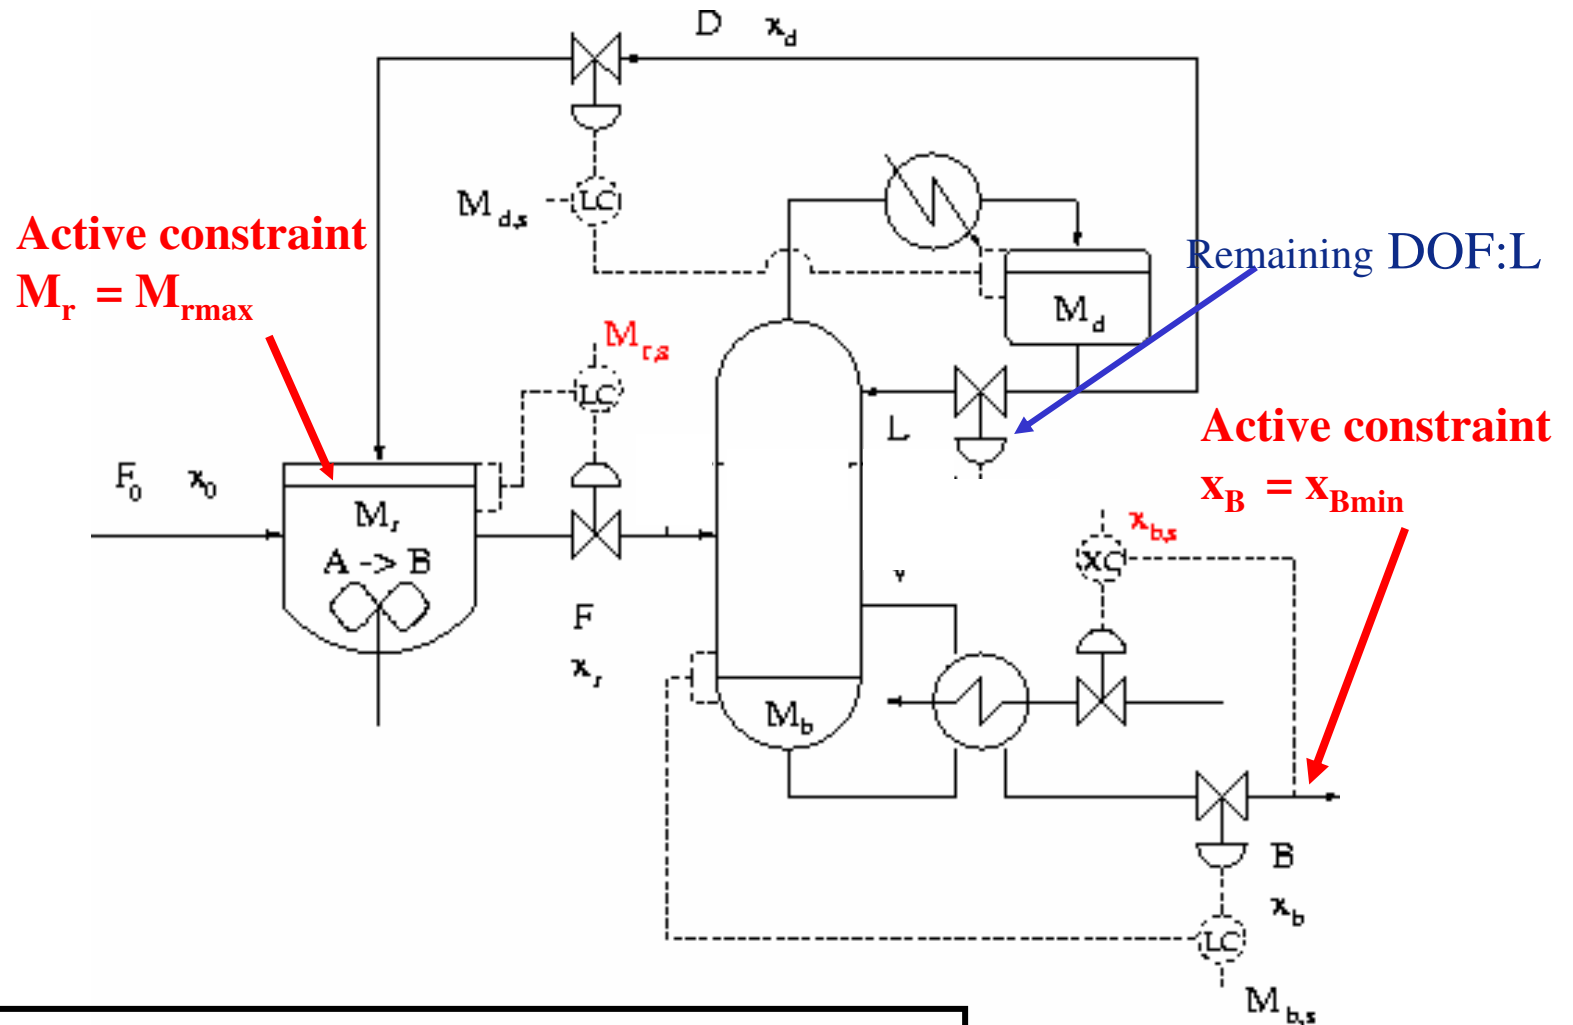 D x_d
M_d,s
LC
Active constraint
M_r = M_rmax
Remaining DOF:L
M_d
M_r,s
LC
L
Active constraint
x_B = x_Bmin
F_0 x_0
M_r
A -> B
x_b,s
XC
F
x_r
M_b
B
x_b
LC
M_b,s